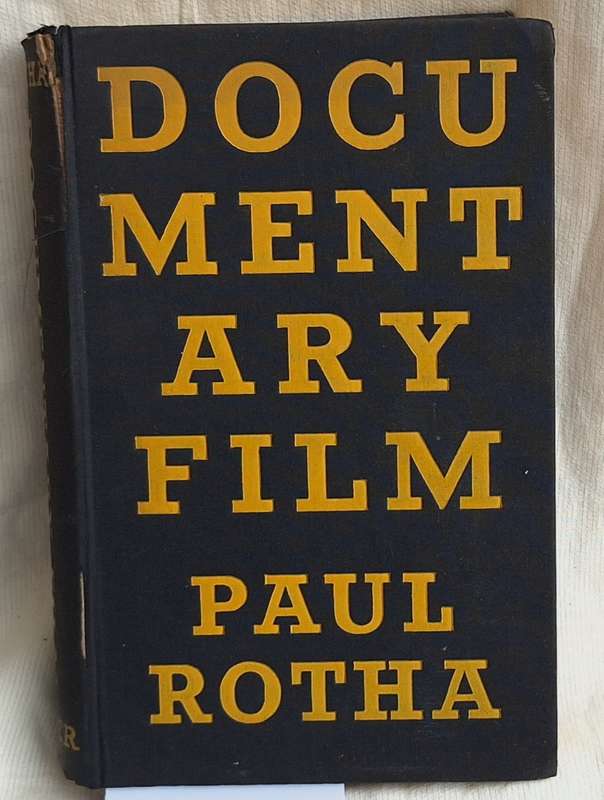 DOCU
MENT
ARY
FILM
PAUL
ROTHA